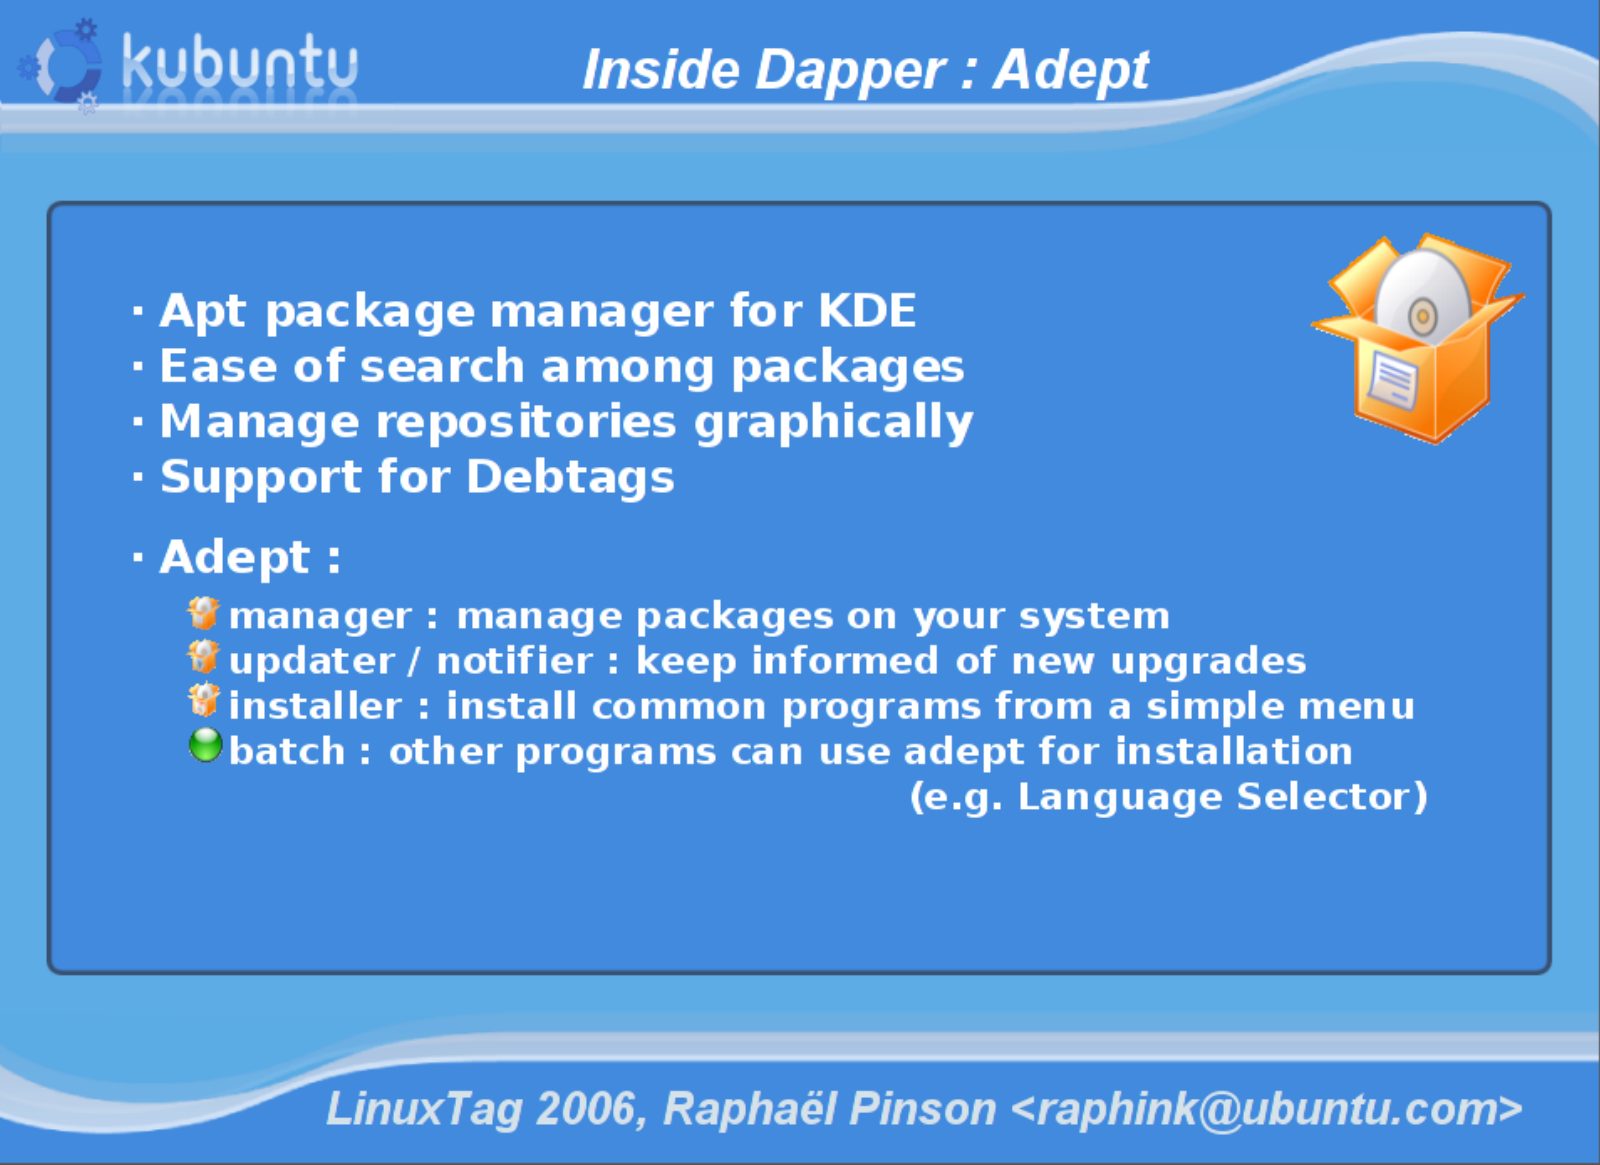 kubuntu
Inside Dapper : Adept
· Apt package manager for KDE
· Ease of search among packages
· Manage repositories graphically
· Support for Debtags
· Adept :
manager : manage packages on your system
updater / notifier : keep informed of new upgrades
installer : install common programs from a simple menu
batch : other programs can use adept for installation
(e.g. Language Selector)
LinuxTag 2006, Raphaël Pinson <raphink@ubuntu.com>